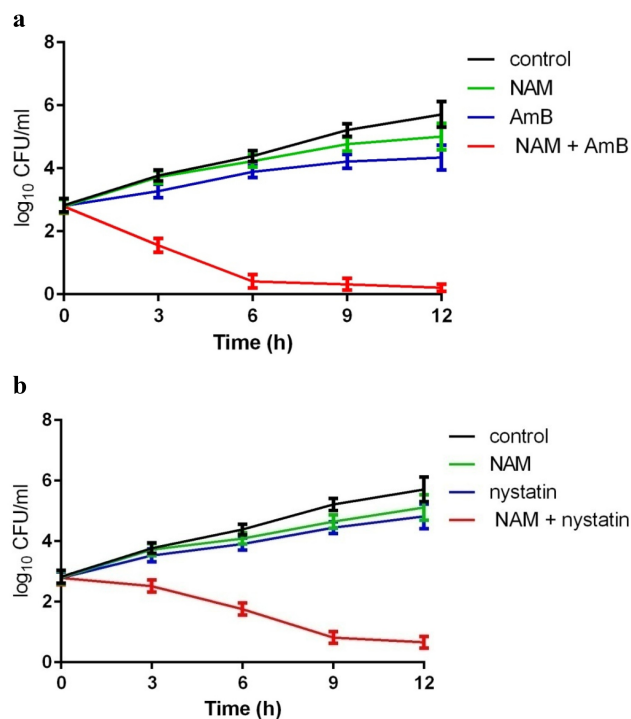 a
8
6
4
2
0
log10 CFU/ml
0 3 6 9 12
Time (h)
control
NAM
AmB
NAM + AmB
b
8
6
4
2
0
log10 CFU/ml
0 3 6 9 12
Time (h)
control
NAM
nystatin
NAM + nystatin